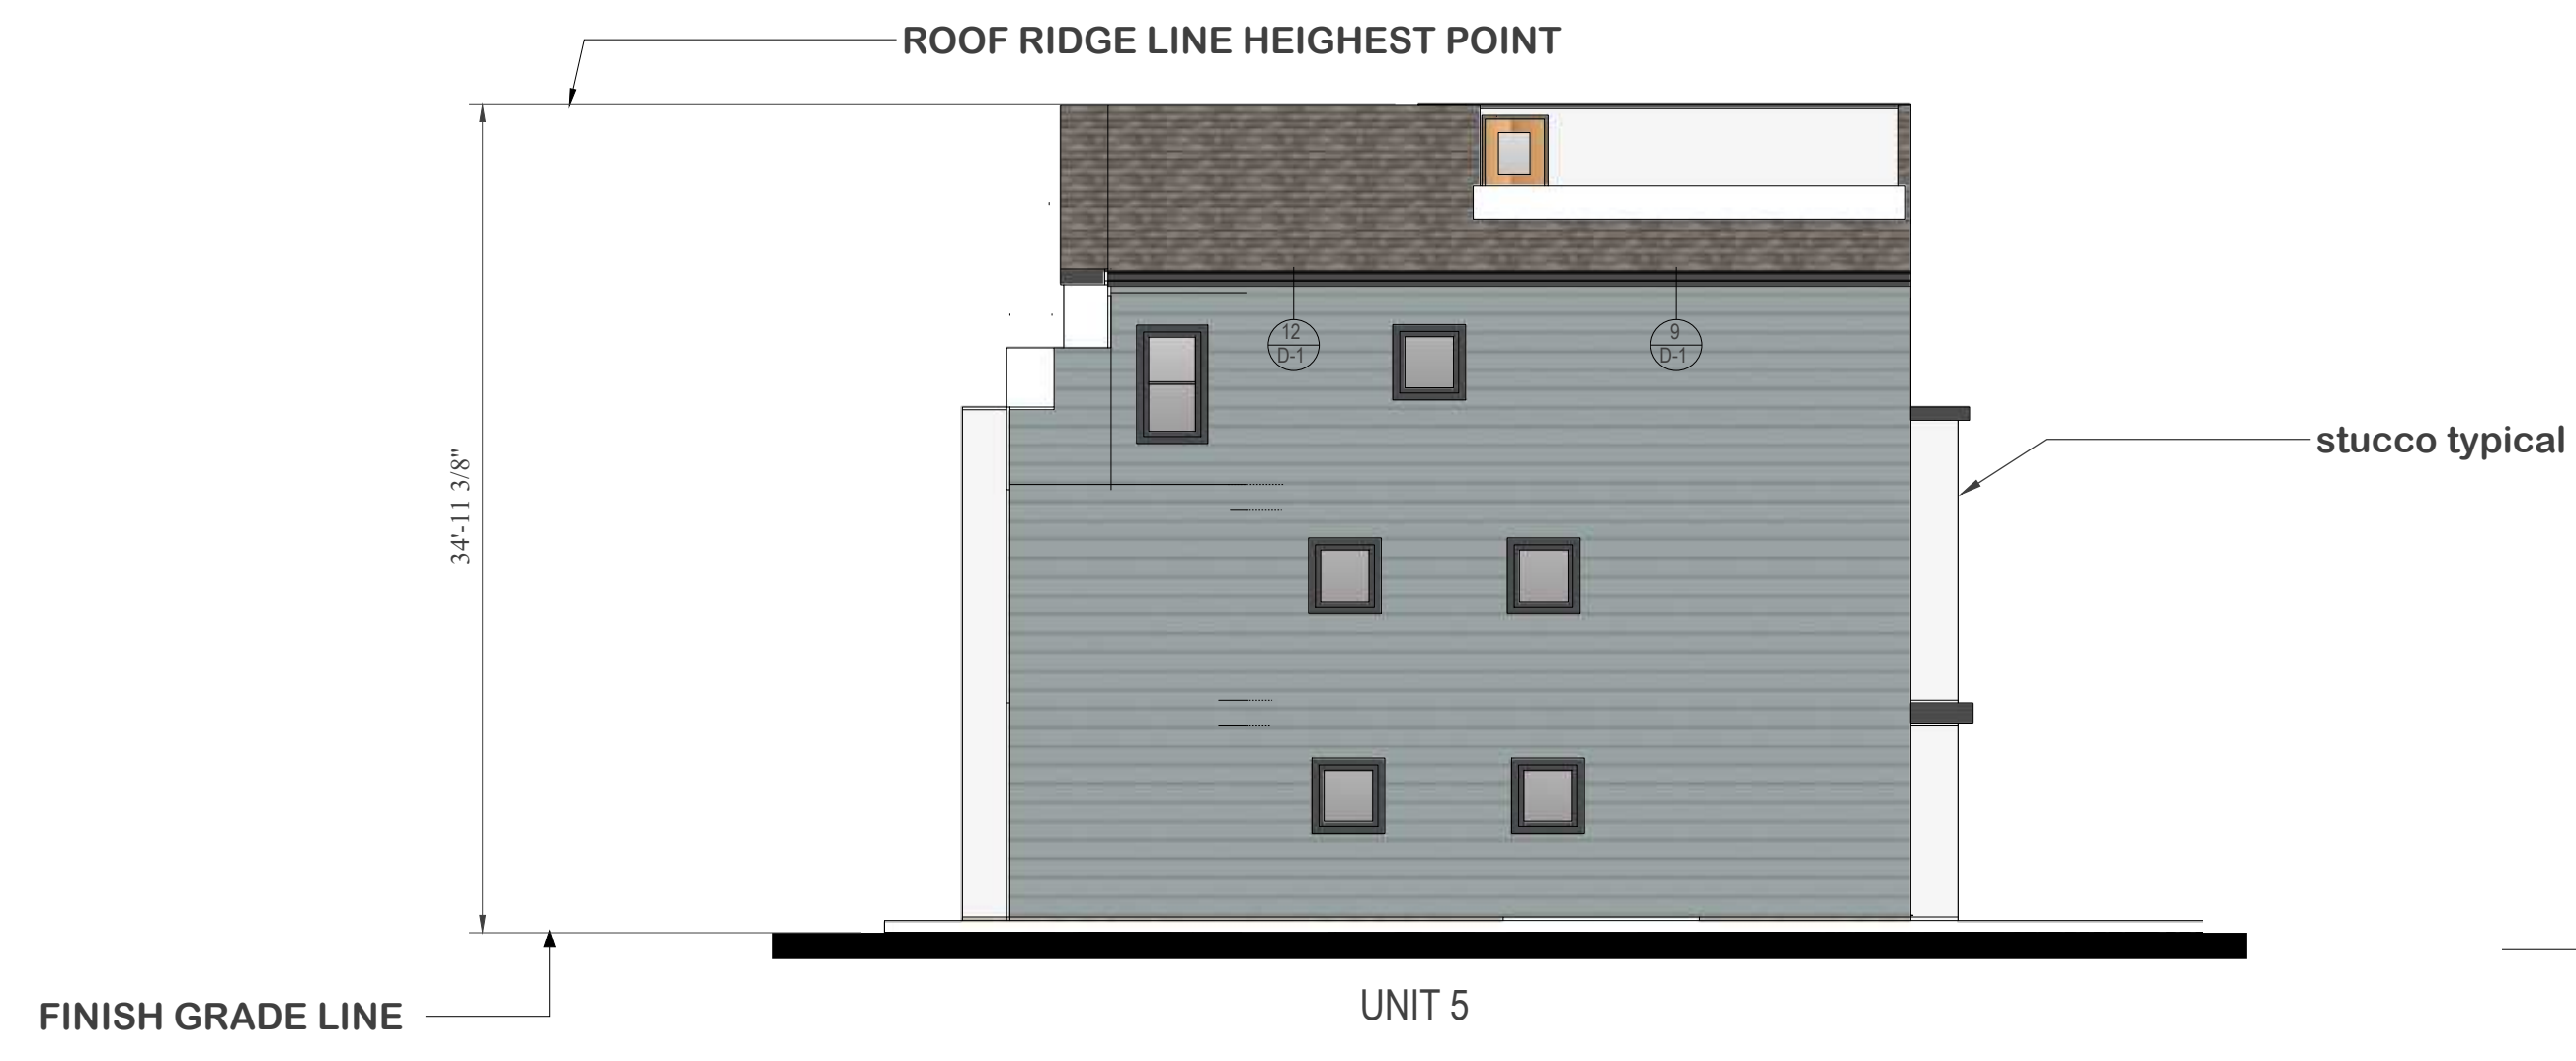 ROOF RIDGE LINE HEIGHEST POINT
12
D-1
9
D-1
stucco typical
34'-11 3/8"
FINISH GRADE LINE
UNIT 5